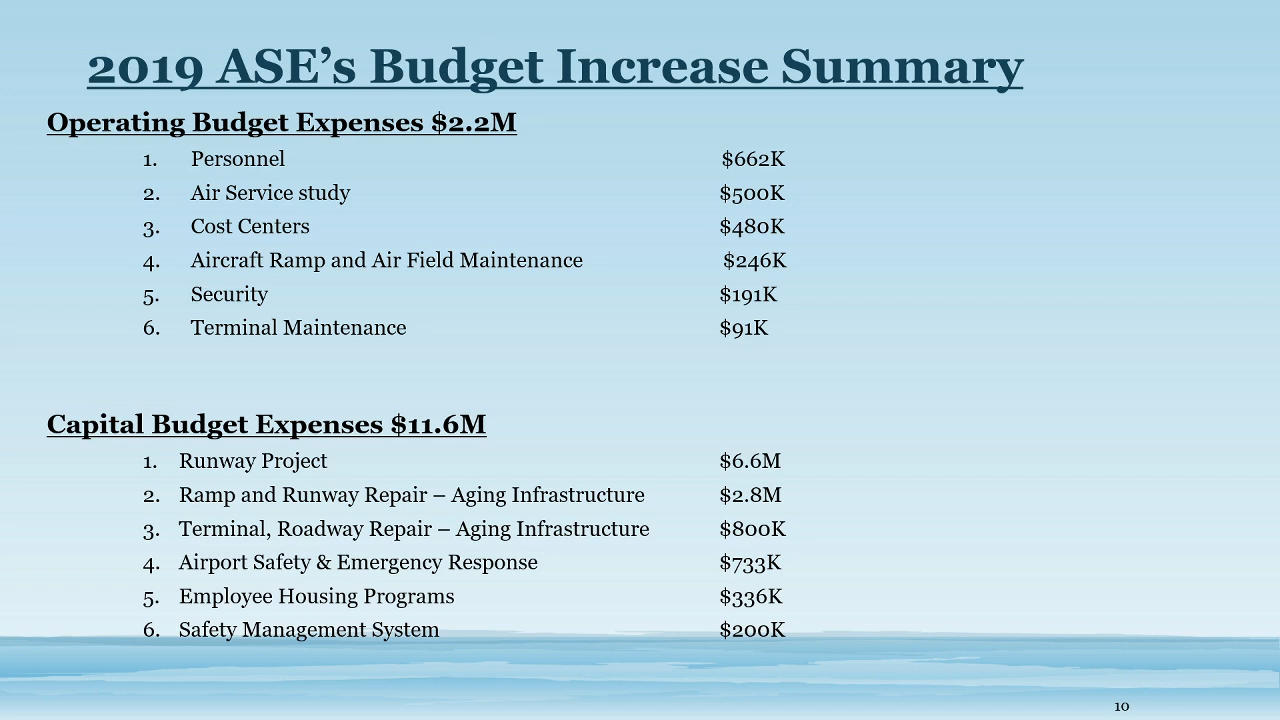 2019 ASE’s Budget Increase Summary
Operating Budget Expenses $2.2M
1. Personnel $662K
2. Air Service study $500K
3. Cost Centers $480K
4. Aircraft Ramp and Air Field Maintenance $246K
5. Security $191K
6. Terminal Maintenance $91K
Capital Budget Expenses $11.6M
1. Runway Project $6.6M
2. Ramp and Runway Repair – Aging Infrastructure $2.8M
3. Terminal, Roadway Repair – Aging Infrastructure $800K
4. Airport Safety & Emergency Response $733K
5. Employee Housing Programs $336K
6. Safety Management System $200K
10